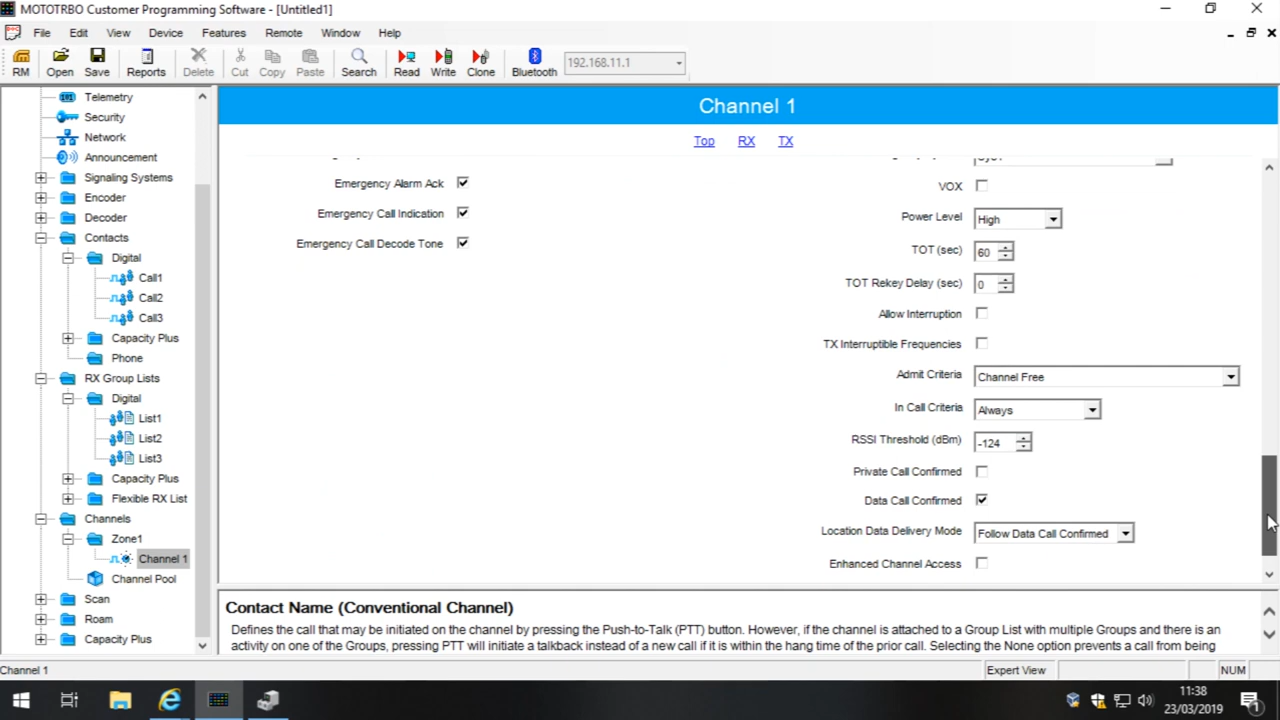 MOTOTRBO Customer Programming Software - [Untitled1]
File Edit View Device Features Remote Window Help
RM Open Save Reports Delete Cut Copy Paste Search Read Write Clone Bluetooth 192.168.11.1
Telemetry
Security
Network
Announcement
Signaling Systems
Encoder
Decoder
Contacts
Digital
Call1
Call2
Call3
Capacity Plus
Phone
RX Group Lists
Digital
List1
List2
List3
Capacity Plus
Flexible RX List
Channels
Zone1
Channel 1
Channel Pool
Scan
Roam
Capacity Plus
Channel 1
Top RX TX
Emergency Alarm Ack
Emergency Call Indication
Emergency Call Decode Tone
VOX
Power Level High
TOT (sec) 60
TOT Rekey Delay (sec) 0
Allow Interruption
TX Interruptible Frequencies
Admit Criteria Channel Free
In Call Criteria Always
RSSI Threshold (dBm) -124
Private Call Confirmed
Data Call Confirmed
Location Data Delivery Mode Follow Data Call Confirmed
Enhanced Channel Access
Contact Name (Conventional Channel)
Defines the call that may be initiated on the channel by pressing the Push-to-Talk (PTT) button. However, if the channel is attached to a Group List with multiple Groups and there is an
activity on one of the Groups, pressing PTT will initiate a talkback instead of a new call if it is within the hang time of the prior call. Selecting the None option prevents a call from being
Channel 1 Expert View NUM
11:38
23/03/2019
1